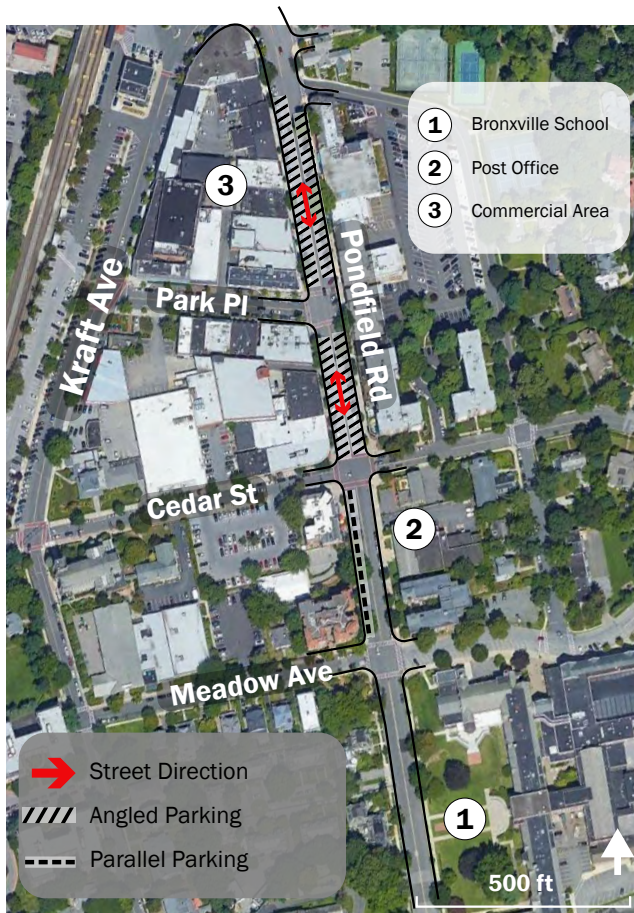 1 Bronxville School
2 Post Office
3 Commercial Area
3
Pondfield Rd
Park Pl
Kraft Ave
Cedar St
2
Meadow Ave
Street Direction
Angled Parking
Parallel Parking
1
500 ft